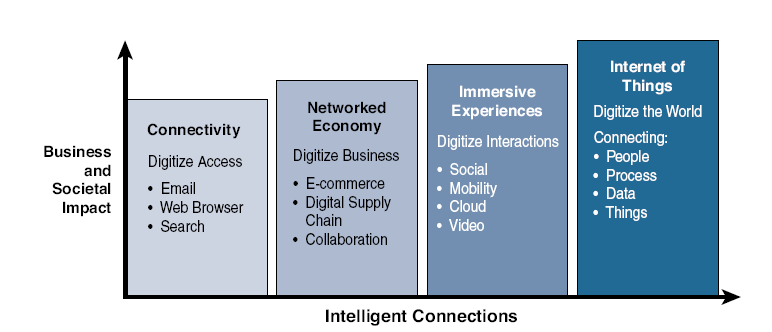 Business
and
Societal
Impact
Connectivity
Digitize Access
• Email
• Web Browser
• Search
Networked
Economy
Digitize Business
• E-commerce
• Digital Supply
Chain
• Collaboration
Immersive
Experiences
Digitize Interactions
• Social
• Mobility
• Cloud
• Video
Internet of
Things
Digitize the World
Connecting:
• People
• Process
• Data
• Things
Intelligent Connections